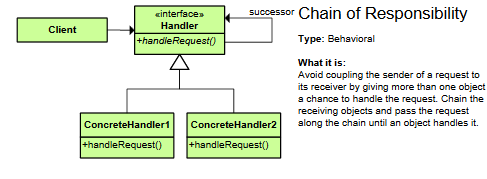 «interface»
Handler
+handleRequest()
Client
successor
ConcreteHandler1
+handleRequest()
ConcreteHandler2
+handleRequest()
Chain of Responsibility
Type: Behavioral
What it is:
Avoid coupling the sender of a request to
its receiver by giving more than one object
a chance to handle the request. Chain the
receiving objects and pass the request
along the chain until an object handles it.